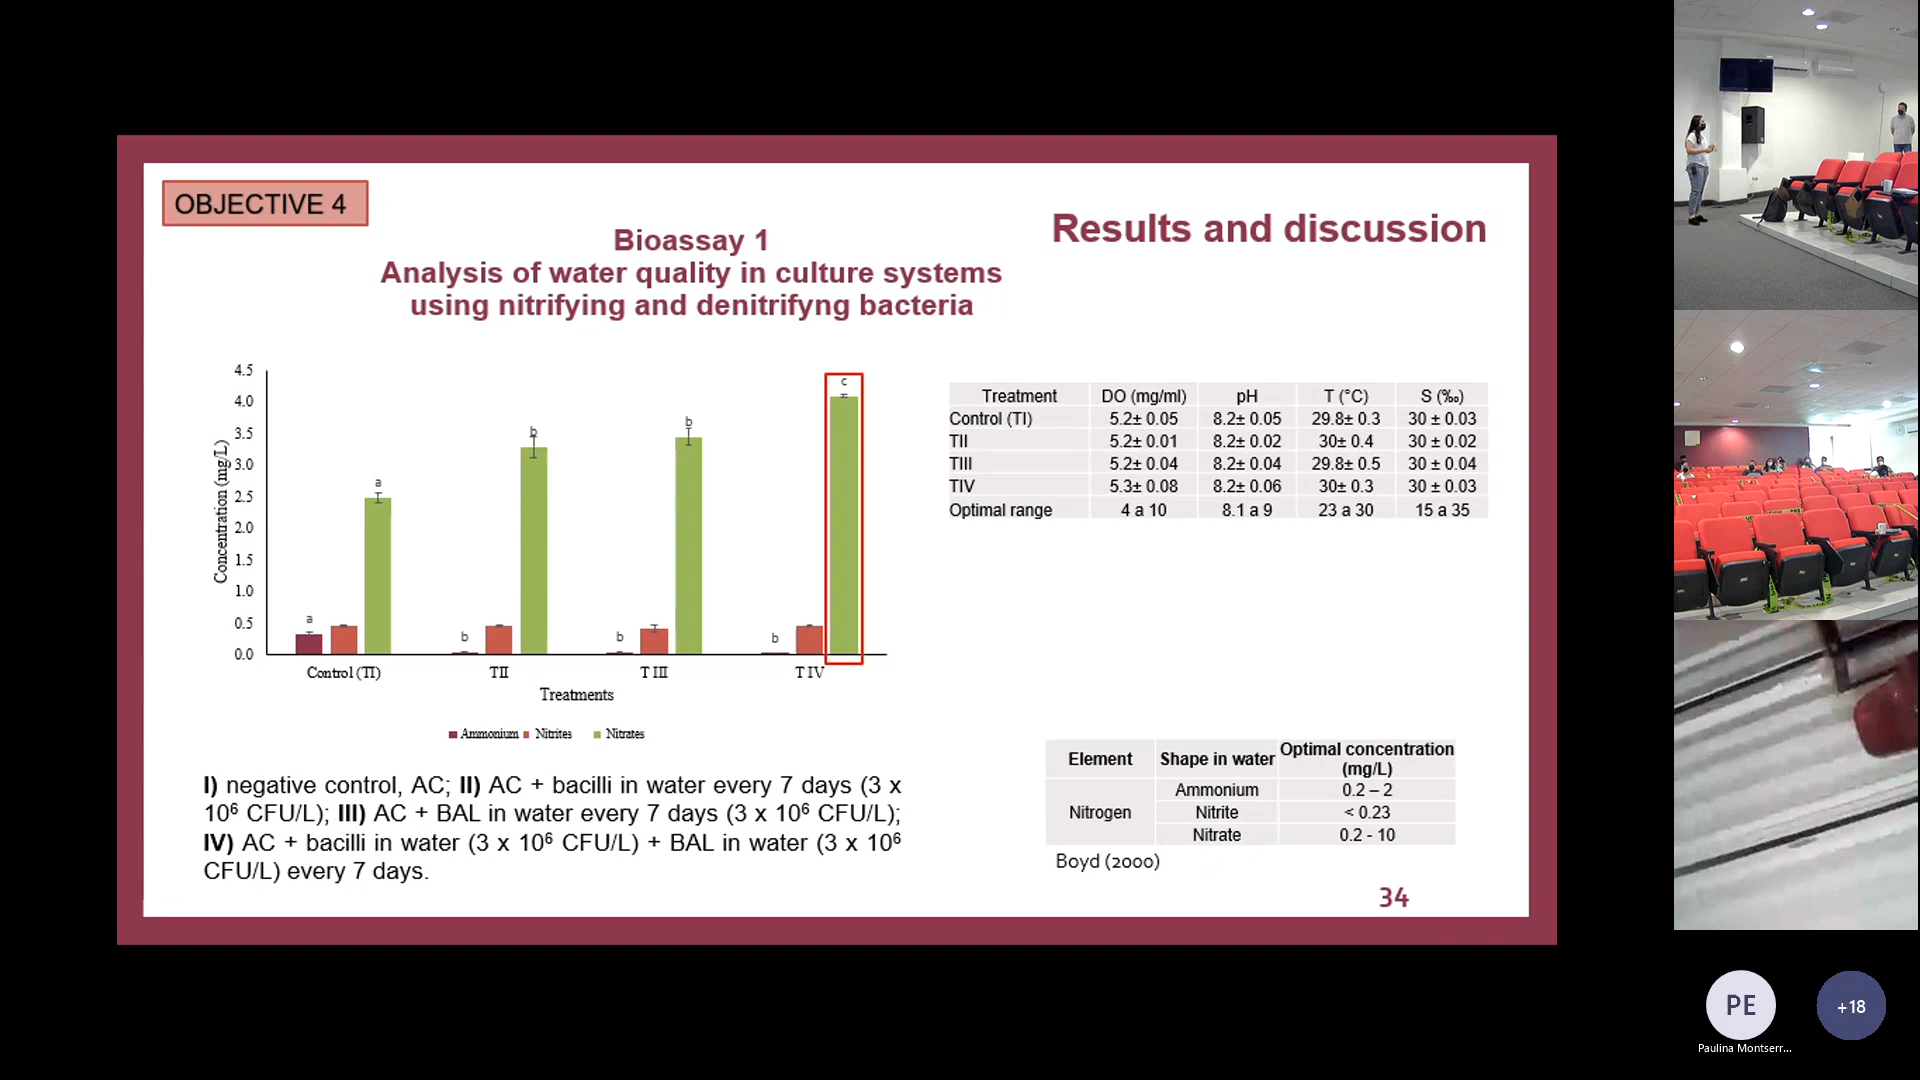 OBJECTIVE 4
Results and discussion
Bioassay 1
Analysis of water quality in culture systems
using nitrifying and denitrifyng bacteria
Concentration (mg/L)
4.5
4.0
3.5
3.0
2.5
2.0
1.5
1.0
0.5
0.0
a
a
b
b
b
b
b
c
Control (TI) TII T III T IV
Treatments
Ammonium Nitrites Nitrates
Treatment DO (mg/ml) pH T (°C) S (‰)
Control (TI) 5.2± 0.05 8.2± 0.05 29.8± 0.3 30 ± 0.03
TII 5.2± 0.01 8.2± 0.02 30± 0.4 30 ± 0.02
TIII 5.2± 0.04 8.2± 0.04 29.8± 0.5 30 ± 0.04
TIV 5.3± 0.08 8.2± 0.06 30± 0.3 30 ± 0.03
Optimal range 4 a 10 8.1 a 9 23 a 30 15 a 35
I) negative control, AC; II) AC + bacilli in water every 7 days (3 x
10⁶ CFU/L); III) AC + BAL in water every 7 days (3 x 10⁶ CFU/L);
IV) AC + bacilli in water (3 x 10⁶ CFU/L) + BAL in water (3 x 10⁶
CFU/L) every 7 days.
Element Shape in water Optimal concentration
(mg/L)
Nitrogen
Ammonium 0.2 – 2
Nitrite < 0.23
Nitrate 0.2 - 10
Boyd (2000)
34
PE
+18
Paulina Montserr...